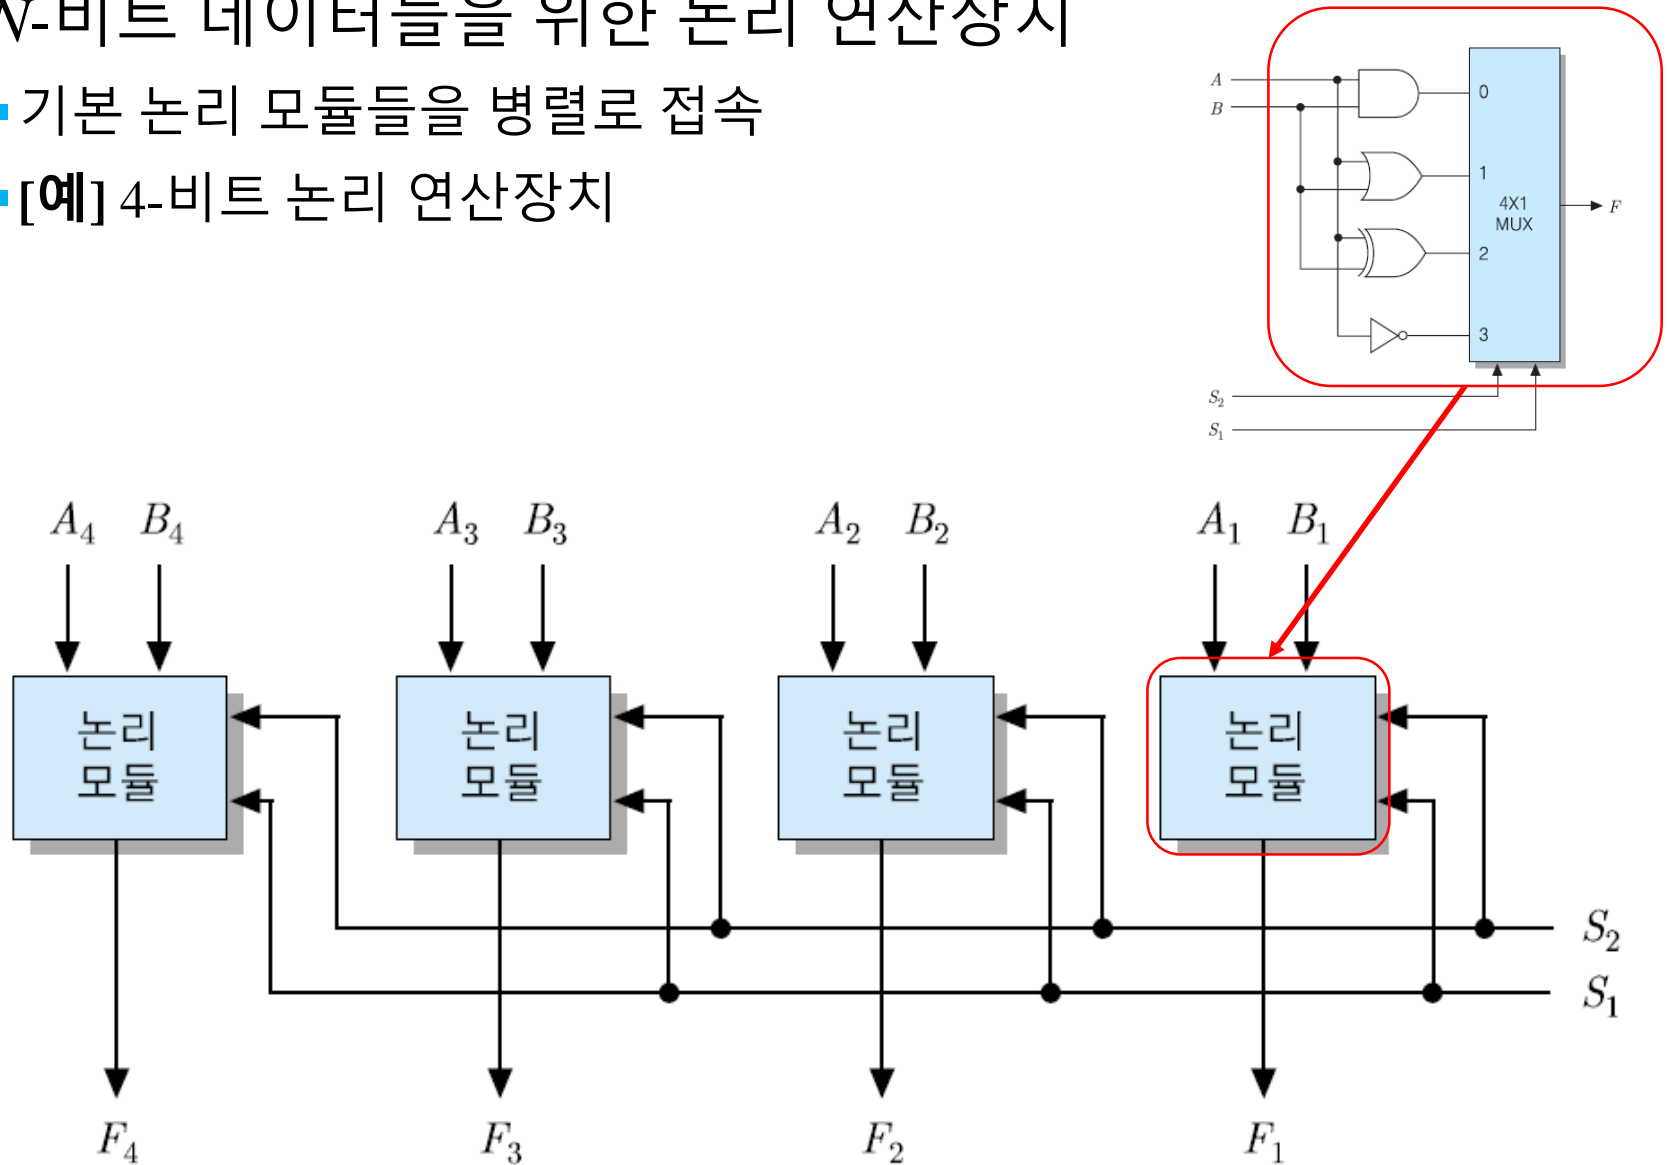 N-비트 데이터들을 위한 논리 연산장치
기본 논리 모듈들을 병렬로 접속
[예] 4-비트 논리 연산장치
A
B
0
1
2
3
4X1
MUX
F
S2
S1
A4 B4 A3 B3 A2 B2 A1 B1
논리 논리 논리 논리
모듈 모듈 모듈 모듈
S2
S1
F4 F3 F2 F1